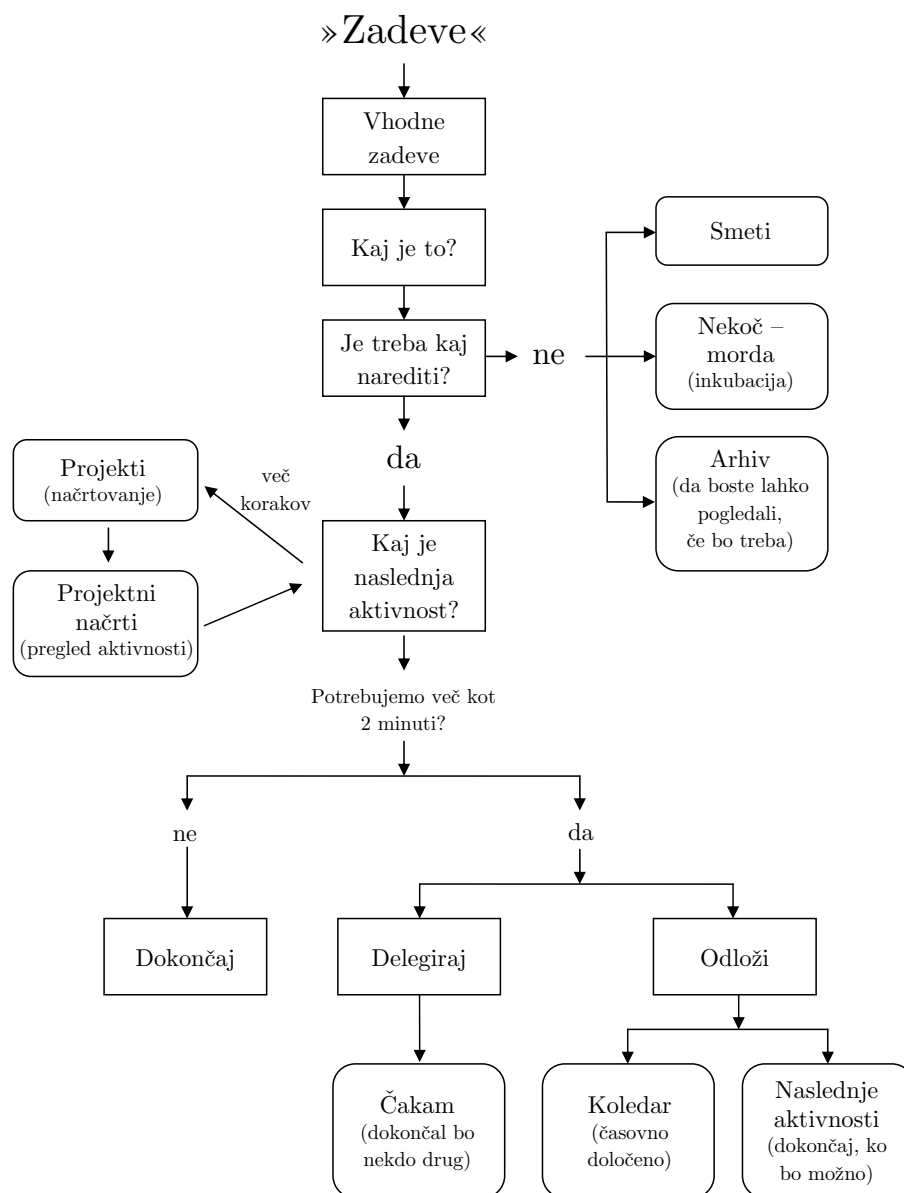 »Zadeve«
Vhodne
zadeve
Kaj je to?
Smeti
Je treba kaj
narediti?
ne
Nekoč –
morda
(inkubacija)
da
Arhiv
(da boste lahko
pogledali,
če bo treba)
Projekti
(načrtovanje)
več
korakov
Kaj je
naslednja
aktivnost?
Projektni
načrti
(pregled aktivnosti)
Potrebujemo več kot
2 minuti?
ne
da
Dokončaj
Delegiraj
Odloži
Čakam
(dokončal bo
nekdo drug)
Koledar
(časovno
določeno)
Naslednje
aktivnosti
(dokončaj, ko
bo možno)